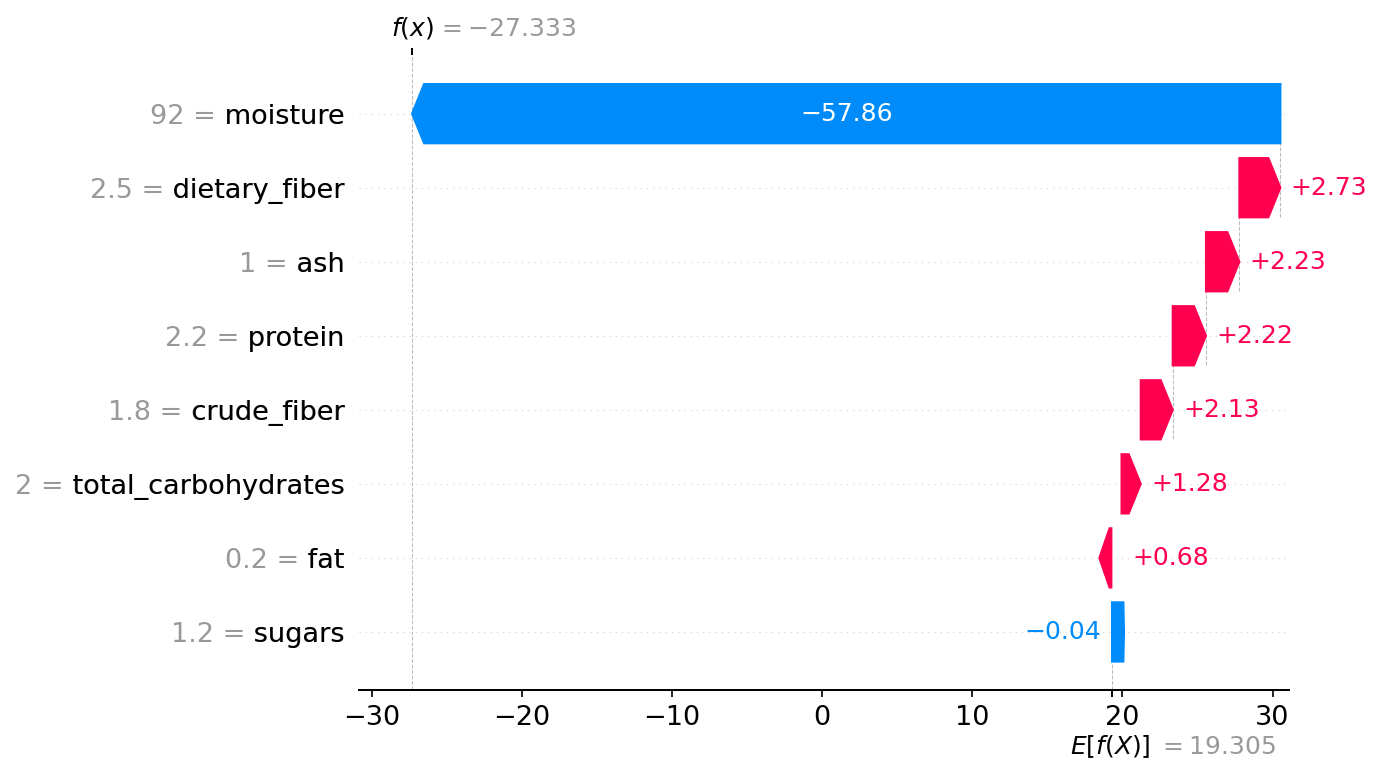 f(x) = −27.333
92 = moisture
−57.86
2.5 = dietary_fiber
+2.73
1 = ash
+2.23
2.2 = protein
+2.22
1.8 = crude_fiber
+2.13
2 = total_carbohydrates
+1.28
0.2 = fat
+0.68
1.2 = sugars
−0.04
−30 −20 −10 0 10 20 30
E[f(X)] = 19.305